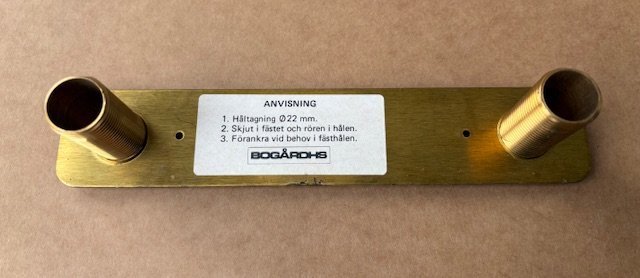 ANVISNING
1. Håltagning Ø22 mm.
2. Skjut i fästet och rören i hålen.
3. Förankra vid behov i fästhålen.
BOGÅRDHS